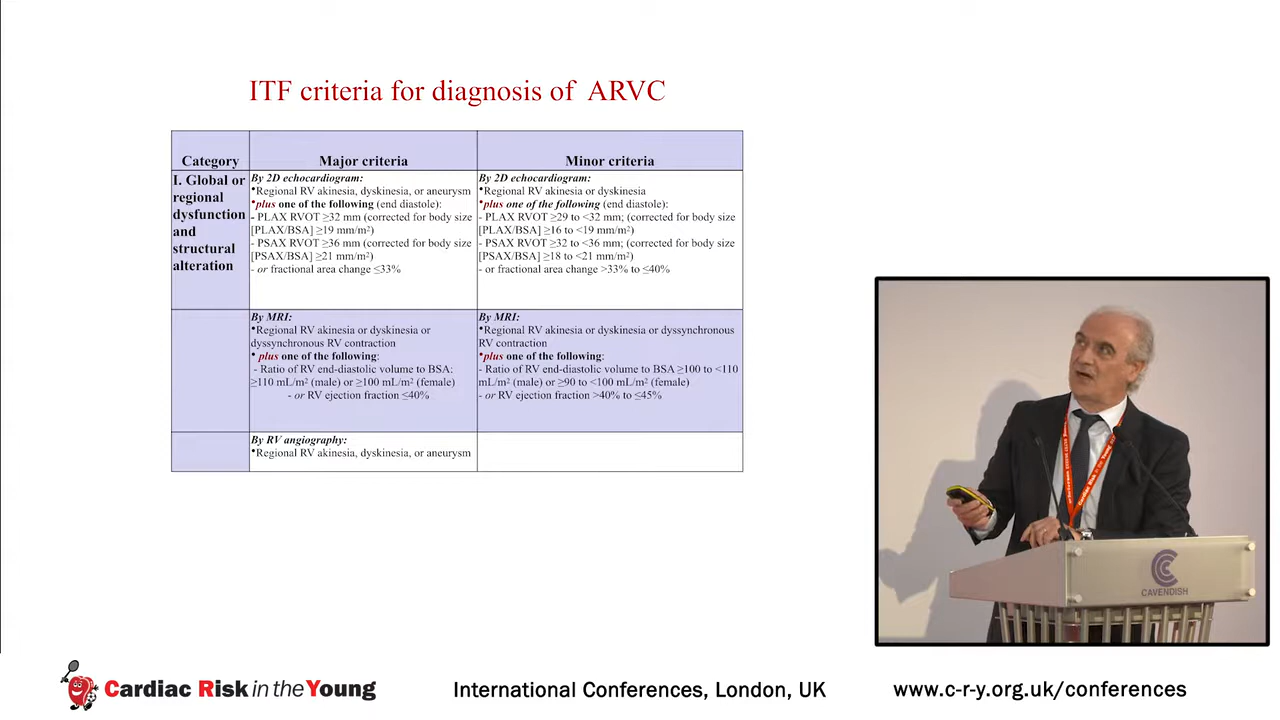 ITF criteria for diagnosis of ARVC
Category
Major criteria
Minor criteria
I. Global or
regional
dysfunction
and
structural
alteration
By 2D echocardiogram:
•Regional RV akinesia, dyskinesia, or aneurysm
•plus one of the following (end diastole):
- PLAX RVOT ≥32 mm (corrected for body size
[PLAX/BSA] ≥19 mm/m²)
- PSAX RVOT ≥36 mm (corrected for body size
[PSAX/BSA] ≥21 mm/m²)
- or fractional area change ≤33%
By 2D echocardiogram:
•Regional RV akinesia or dyskinesia
•plus one of the following (end diastole):
- PLAX RVOT ≥29 to <32 mm; (corrected for body size
[PLAX/BSA] ≥16 to <19 mm/m²)
- PSAX RVOT ≥32 to <36 mm; (corrected for body size
[PSAX/BSA] ≥18 to <21 mm/m²)
- or fractional area change >33% to ≤40%
By MRI:
•Regional RV akinesia or dyskinesia or
dyssynchronous RV contraction
• plus one of the following:
- Ratio of RV end-diastolic volume to BSA:
≥110 mL/m² (male) or ≥100 mL/m² (female)
- or RV ejection fraction ≤40%
By MRI:
•Regional RV akinesia or dyskinesia or dyssynchronous
RV contraction
•plus one of the following:
- Ratio of RV end-diastolic volume to BSA ≥100 to <110
mL/m² (male) or ≥90 to <100 mL/m² (female)
- or RV ejection fraction >40% to ≤45%
By RV angiography:
•Regional RV akinesia, dyskinesia, or aneurysm
CAVENDISH
Cardiac Risk in the Young
International Conferences, London, UK
www.c-r-y.org.uk/conferences